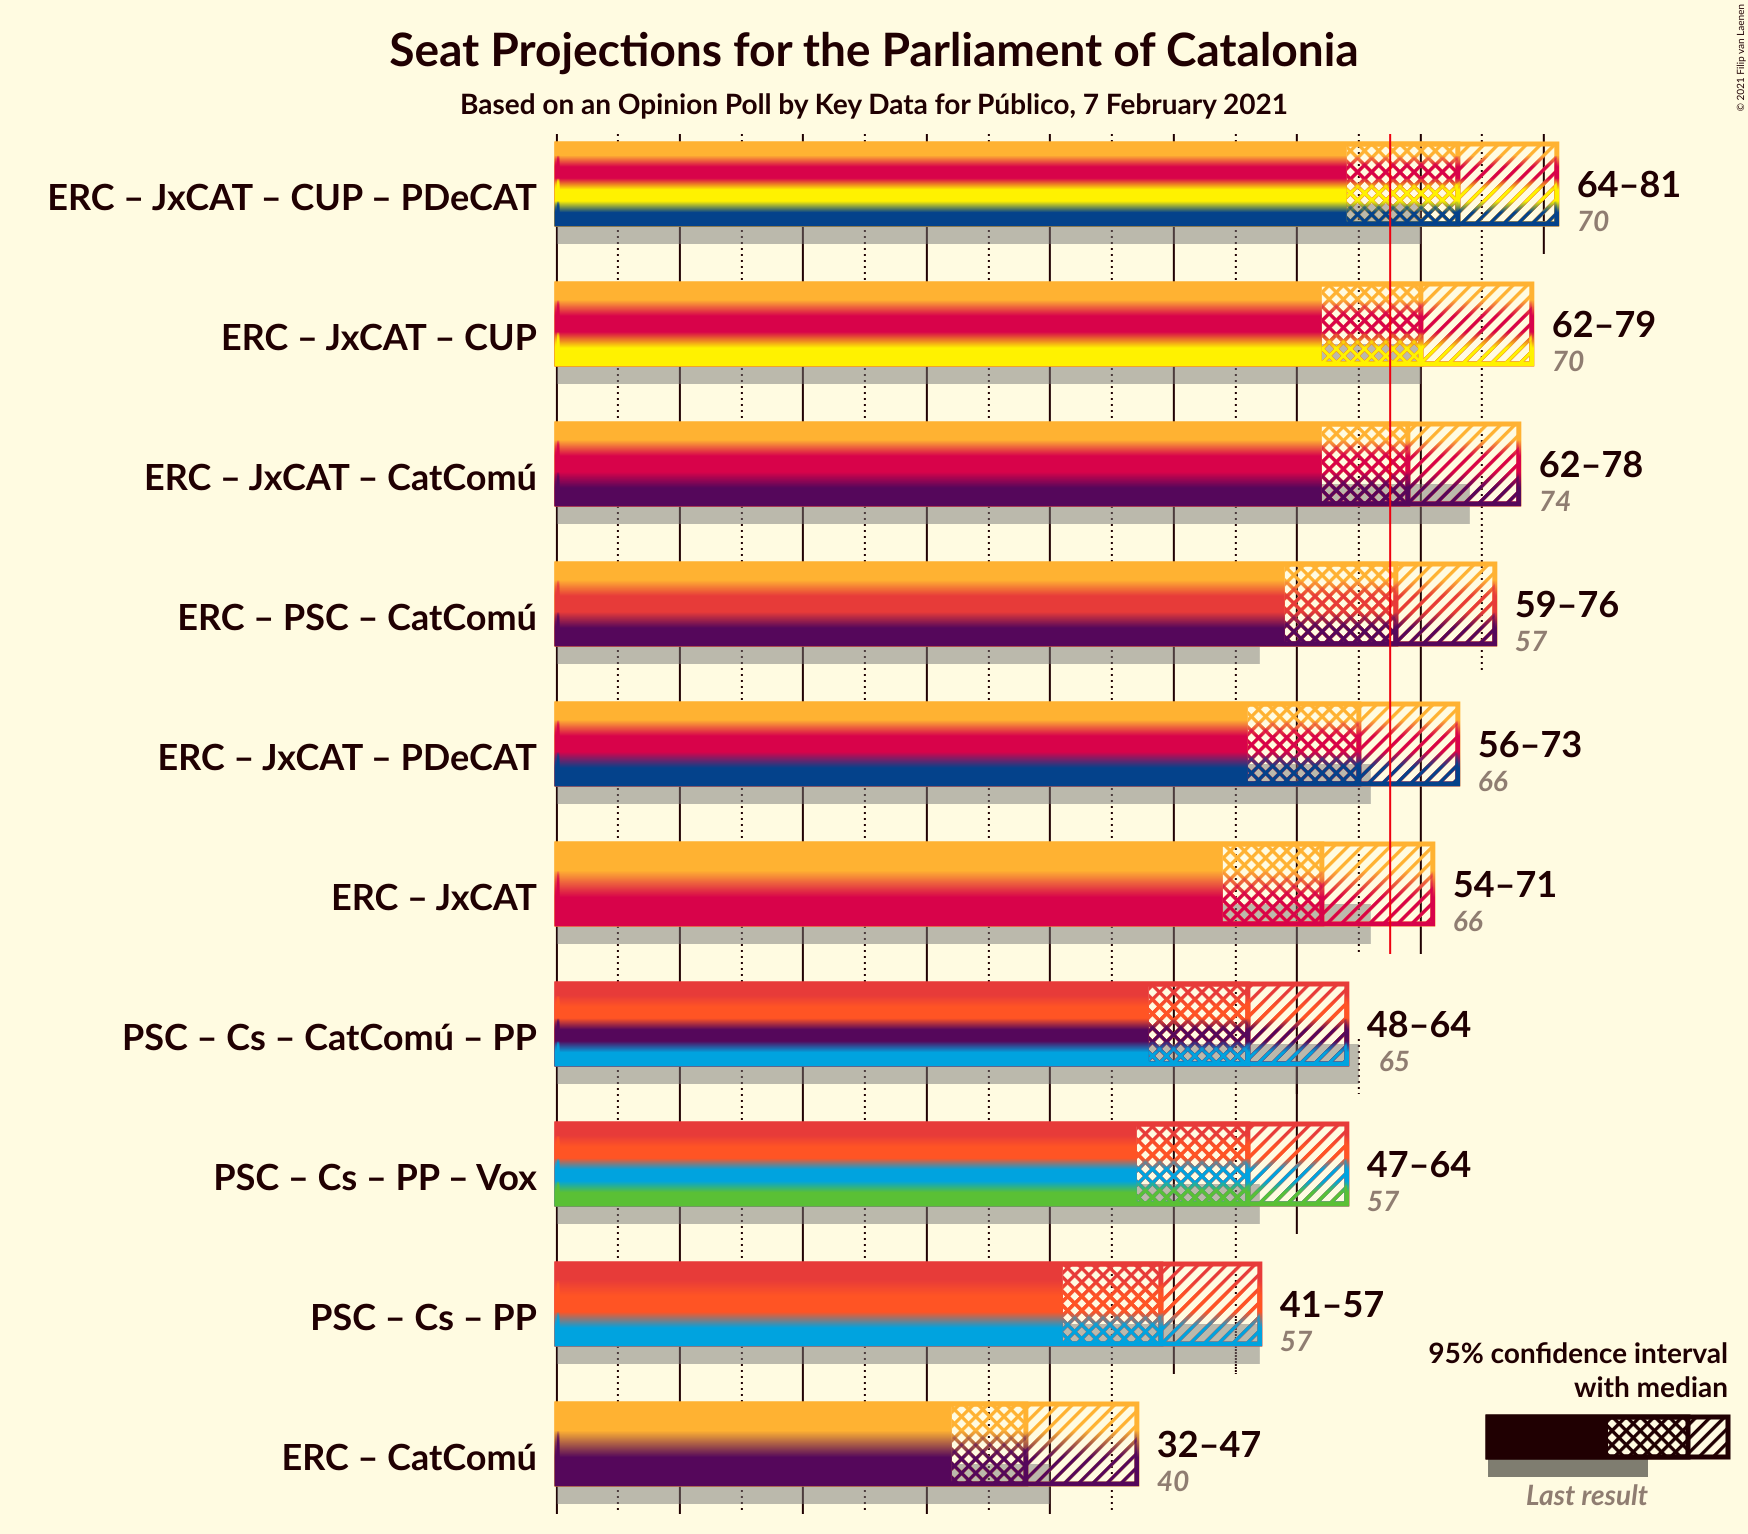 Seat Projections for the Parliament of Catalonia
Based on an Opinion Poll by Key Data for Público, 7 February 2021
© 2021 Filip van Laenen
ERC – JxCAT – CUP – PDeCAT
64–81
70
ERC – JxCAT – CUP
62–79
70
ERC – JxCAT – CatComú
62–78
74
ERC – PSC – CatComú
59–76
57
ERC – JxCAT – PDeCAT
56–73
66
ERC – JxCAT
54–71
66
PSC – Cs – CatComú – PP
48–64
65
PSC – Cs – PP – Vox
47–64
57
PSC – Cs – PP
41–57
57
ERC – CatComú
32–47
40
95% confidence interval
with median
Last result